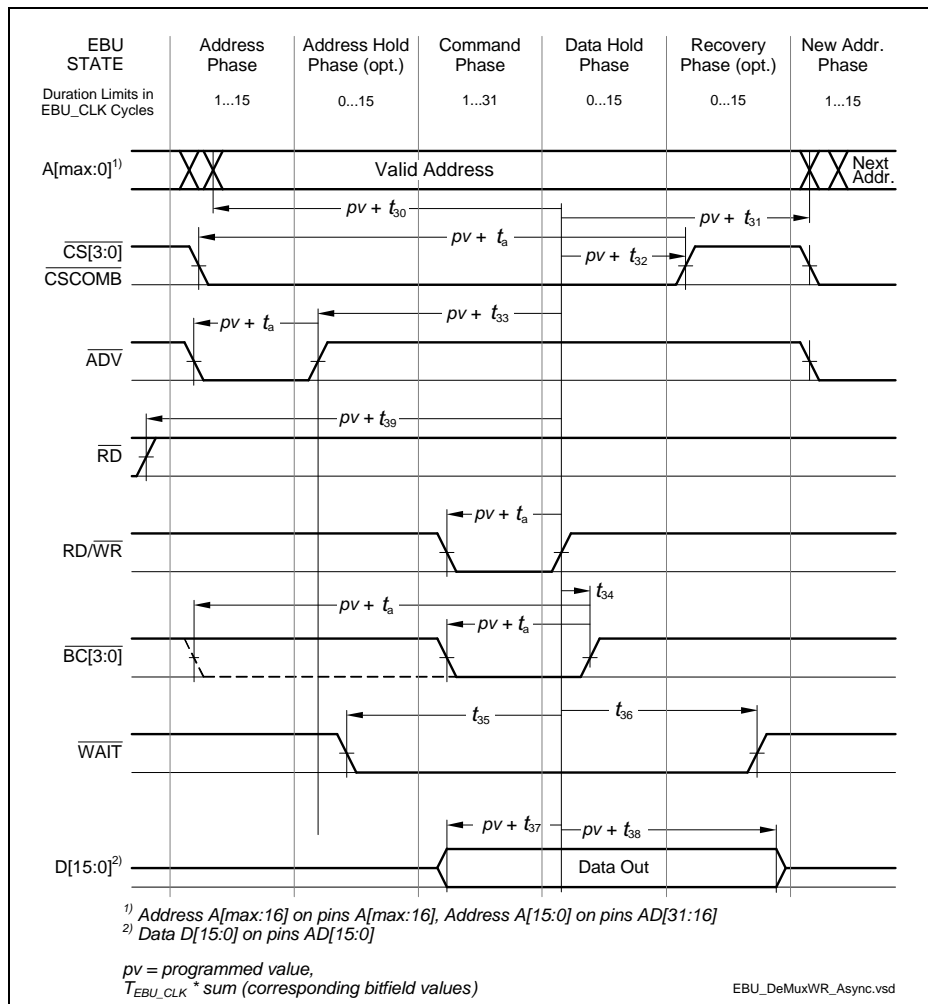 EBU STATE
Address Phase
Address Hold Phase (opt.)
Command Phase
Data Hold Phase
Recovery Phase (opt.)
New Addr. Phase
Duration Limits in EBU_CLK Cycles
1...15
0...15
1...31
0...15
0...15
1...15
A[max:0]1)
Valid Address
Next Addr.
pv + t30
pv + t31
CS[3:0]
CSCOMB
pv + ta
pv + t32
ADV
pv + ta
pv + t33
RD
pv + t39
RD/WR
pv + ta
t34
BC[3:0]
pv + ta
pv + ta
WAIT
t35
t36
pv + t37
pv + t38
D[15:0]2)
Data Out
1) Address A[max:16] on pins A[max:16], Address A[15:0] on pins AD[31:16]
2) Data D[15:0] on pins AD[15:0]
pv = programmed value,
TEBU_CLK * sum (corresponding bitfield values)
EBU_DeMuxWR_Async.vsd